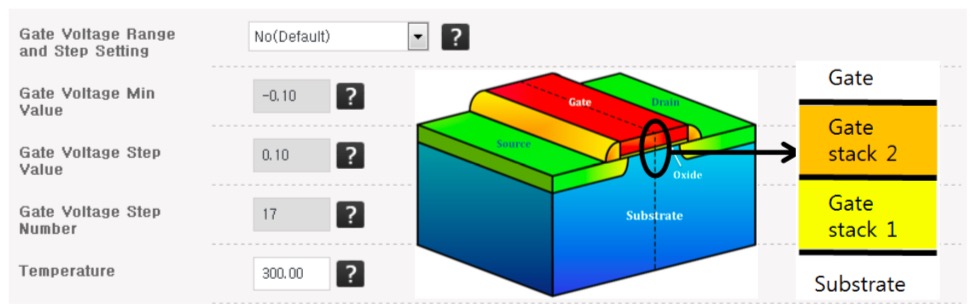 Gate Voltage Range
and Step Setting
No(Default)
?
Gate Voltage Min
Value
-0.10
?
Gate Voltage Step
Value
0.10
?
Gate Voltage Step
Number
17
?
Temperature
300.00
?
Gate
Drain
Source
Oxide
Substrate
Gate
Gate
stack 2
Gate
stack 1
Substrate